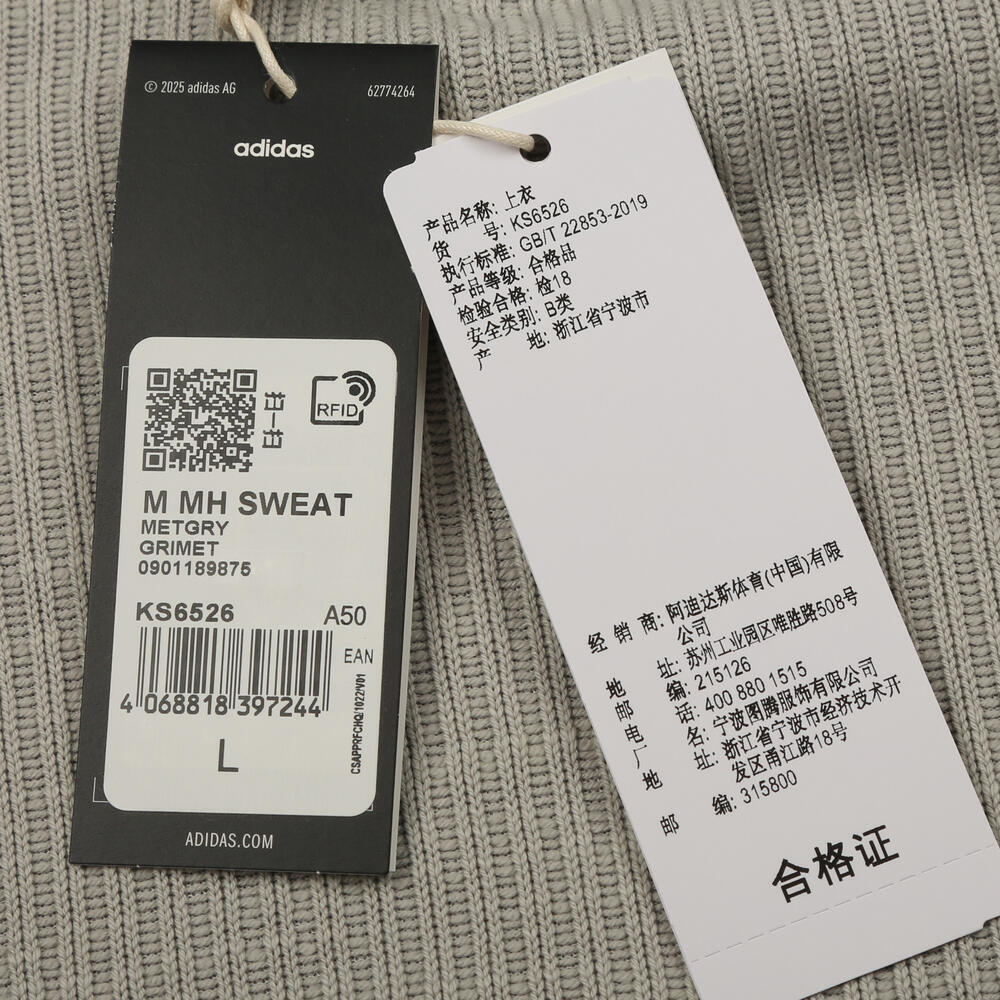 © 2025 adidas AG
62774264
adidas
RFID
M MH SWEAT
METGRY
GRIMET
0901189875
KS6526 A50
EAN
4 068818 397244
CSAPPRFCHQ/1022/V01
L
ADIDAS.COM
产品名称: 上衣
货 号: KS6526
执行标准: GB/T 22853-2019
产品等级: 合格品
检验合格: 检18
安全类别: B类
产 地: 浙江省宁波市
经 销 商: 阿迪达斯体育(中国)有限
公司
地 址: 苏州工业园区唯胜路508号
邮 编: 215126
电 话: 400 880 1515
厂 名: 宁波图腾服饰有限公司
地 址: 浙江省宁波市经济技术开
发区甬江路18号
邮 编: 315800
合格证